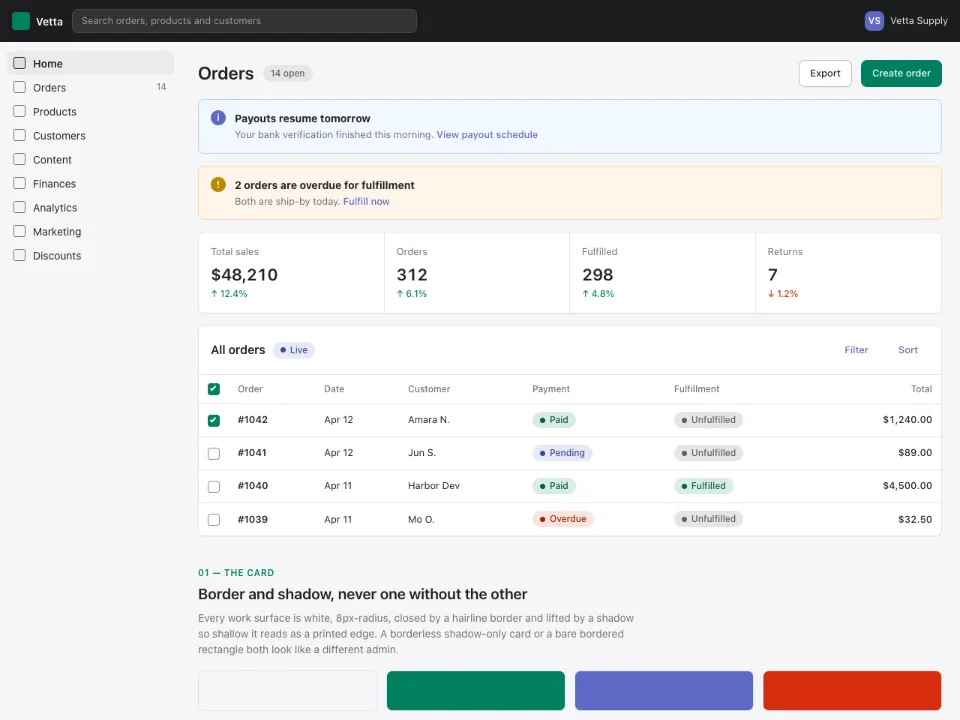 Vetta
Search orders, products and customers
VS
Vetta Supply
Home
Orders 14
Products
Customers
Content
Finances
Analytics
Marketing
Discounts
Orders 14 open
Export
Create order
i
Payouts resume tomorrow
Your bank verification finished this morning. View payout schedule
!
2 orders are overdue for fulfillment
Both are ship-by today. Fulfill now
Total sales
$48,210
↑ 12.4%
Orders
312
↑ 6.1%
Fulfilled
298
↑ 4.8%
Returns
7
↓ 1.2%
All orders • Live Filter Sort
Order Date Customer Payment Fulfillment Total
#1042 Apr 12 Amara N. • Paid • Unfulfilled $1,240.00
#1041 Apr 12 Jun S. • Pending • Unfulfilled $89.00
#1040 Apr 11 Harbor Dev • Paid • Fulfilled $4,500.00
#1039 Apr 11 Mo O. • Overdue • Unfulfilled $32.50
01 — THE CARD
Border and shadow, never one without the other
Every work surface is white, 8px-radius, closed by a hairline border and lifted by a shadow
so shallow it reads as a printed edge. A borderless shadow-only card or a bare bordered
rectangle both look like a different admin.